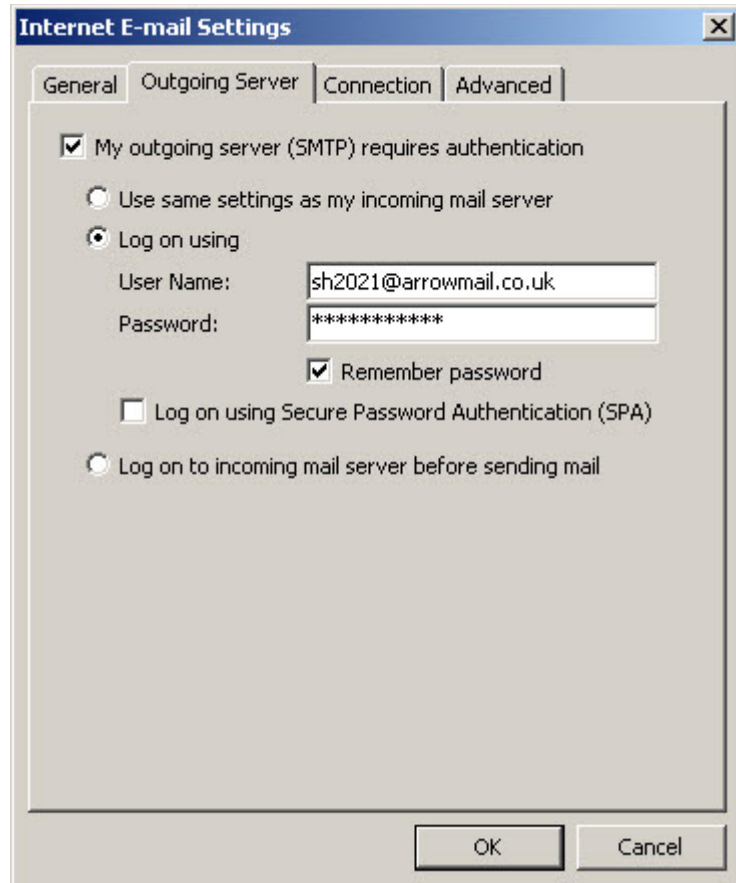 Internet E-mail Settings
General Outgoing Server Connection Advanced
My outgoing server (SMTP) requires authentication
Use same settings as my incoming mail server
Log on using
User Name: sh2021@arrowmail.co.uk
Password: ***********
Remember password
Log on using Secure Password Authentication (SPA)
Log on to incoming mail server before sending mail
OK Cancel